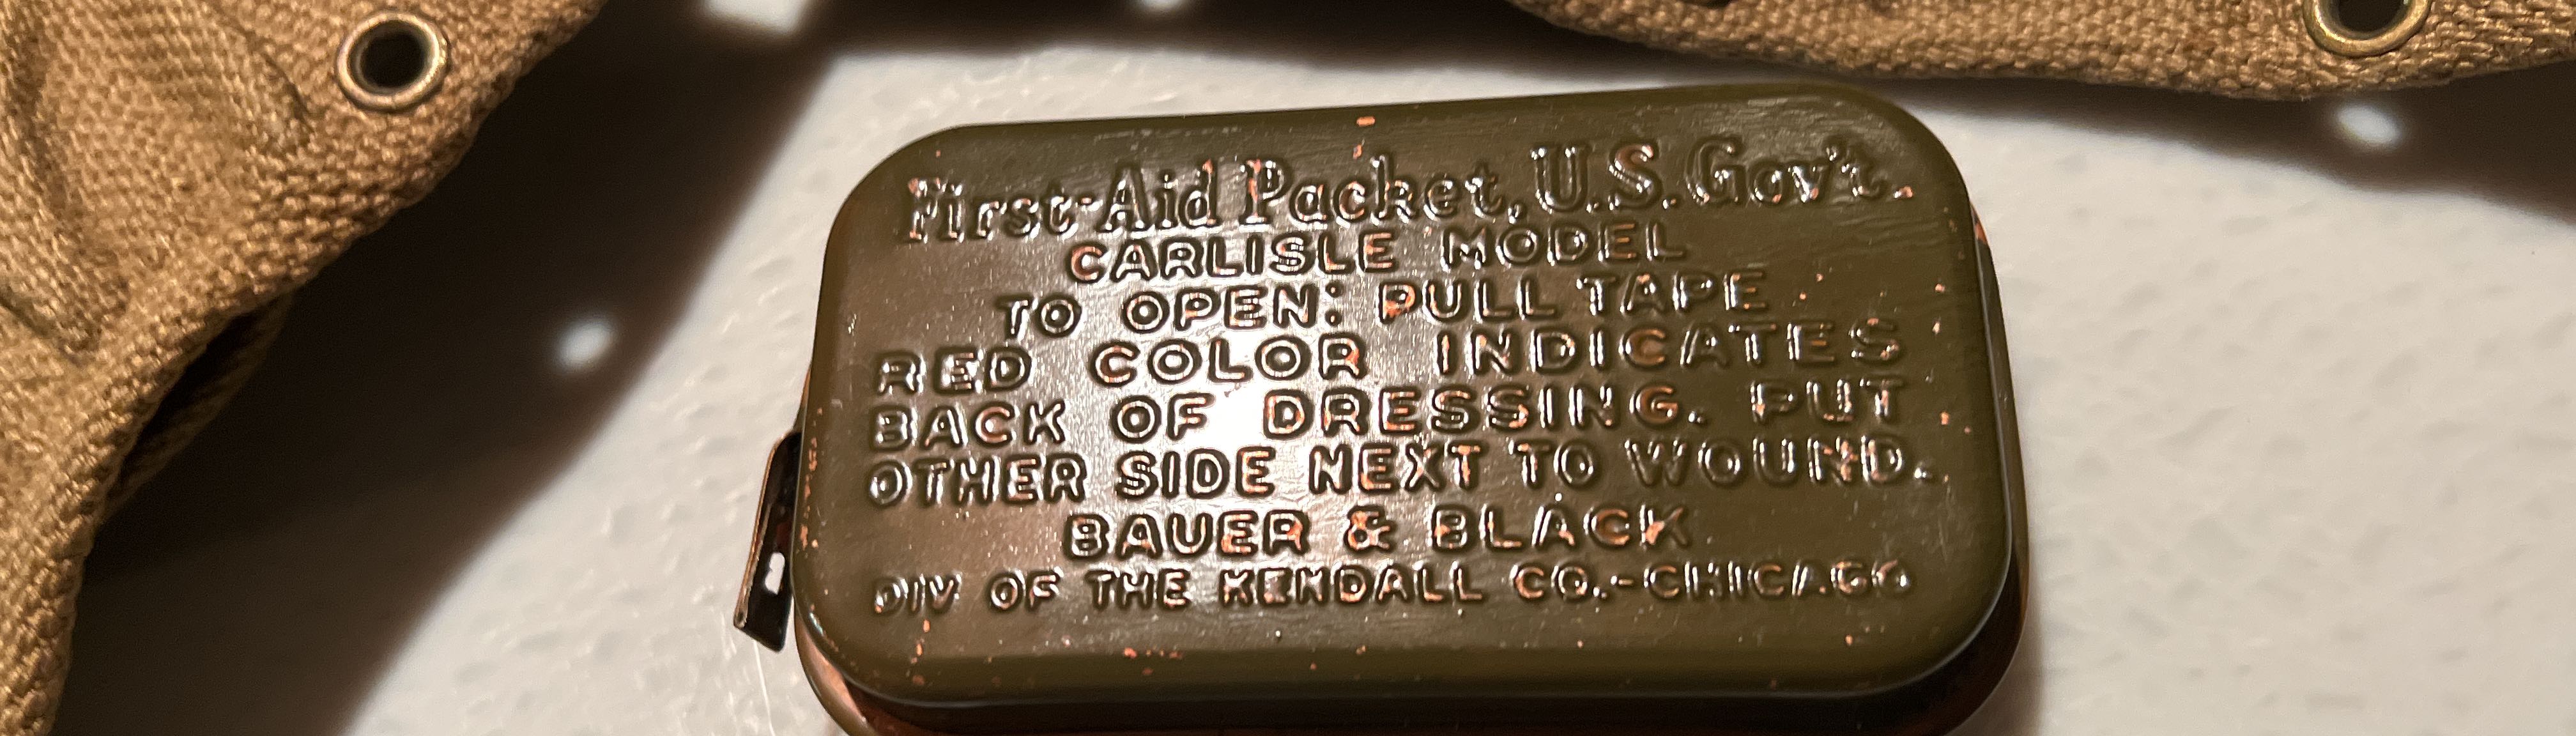 First-Aid Packet, U.S. Gov't.
CARLISLE MODEL
TO OPEN: PULL TAPE
RED COLOR INDICATES
BACK OF DRESSING. PUT
OTHER SIDE NEXT TO WOUND.
BAUER & BLACK
DIV OF THE KENDALL CO.-CHICAGO